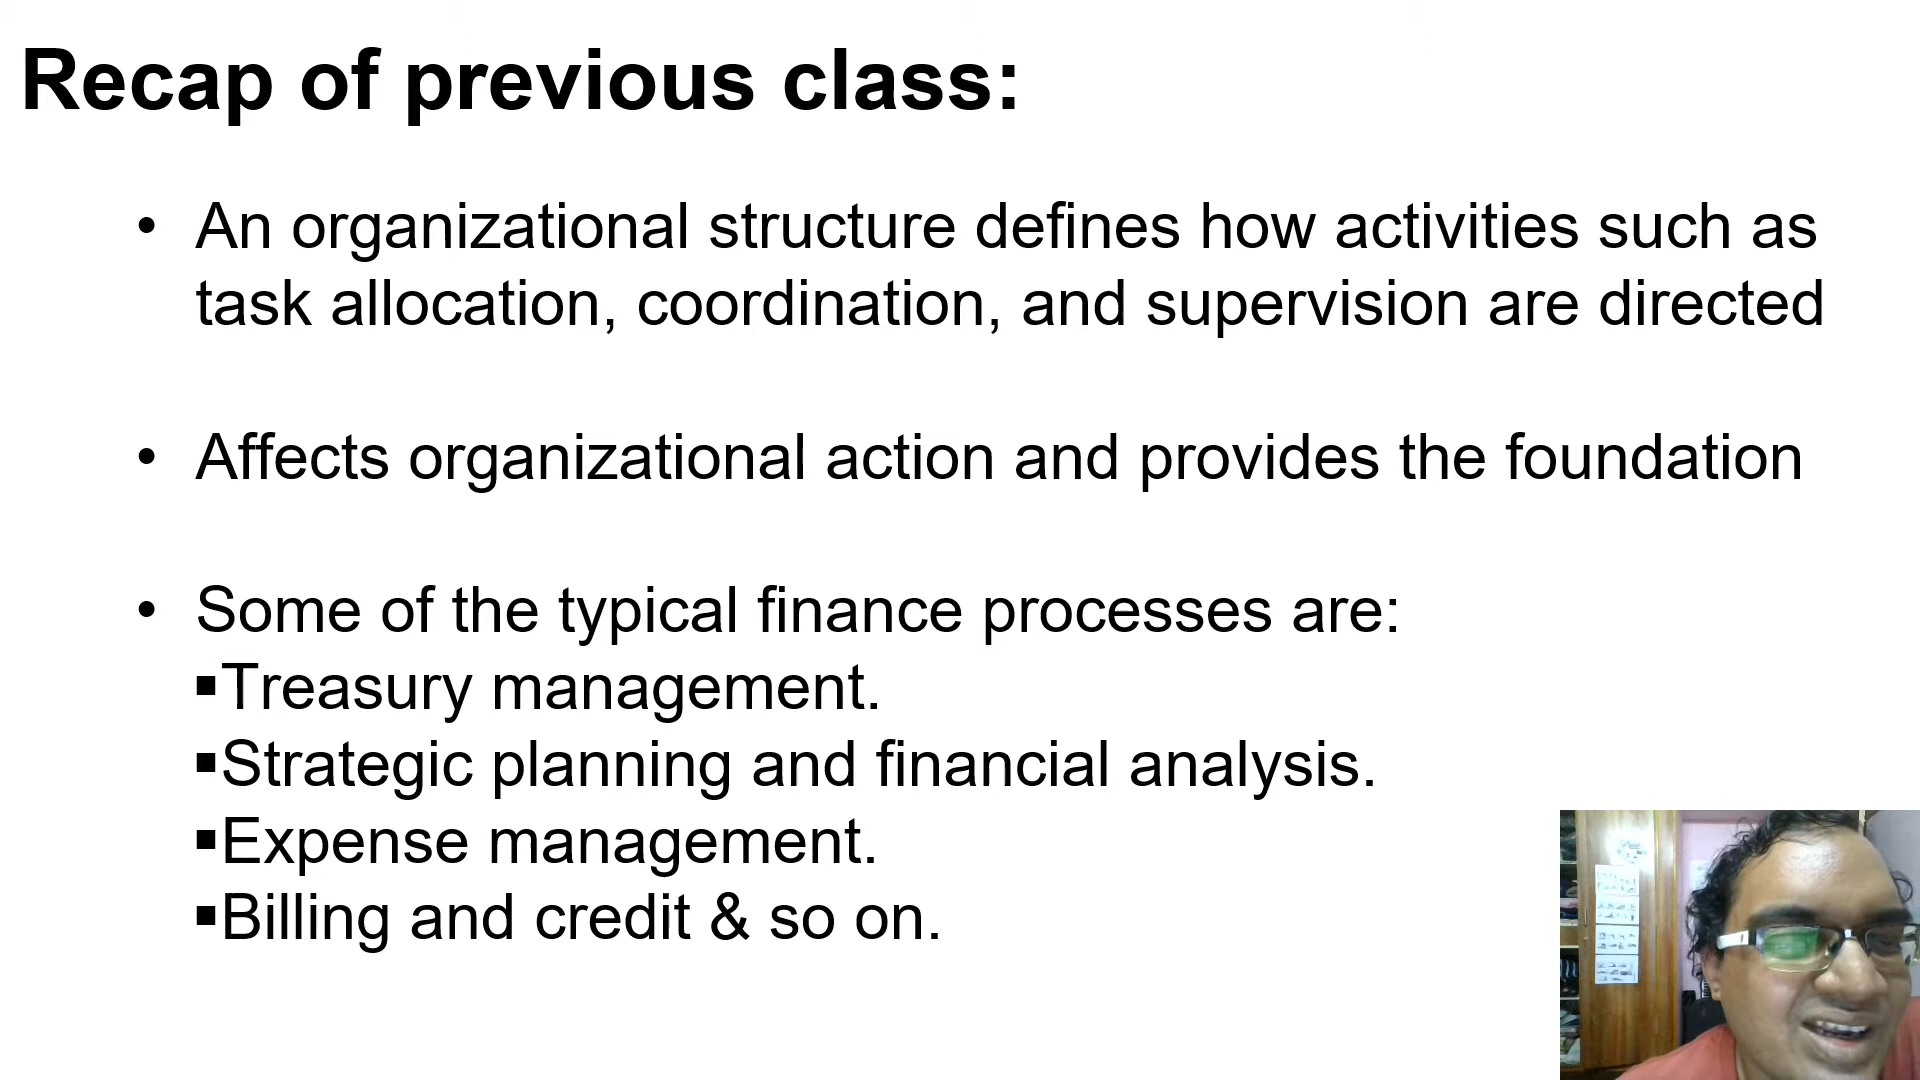 Recap of previous class:
• An organizational structure defines how activities such as
task allocation, coordination, and supervision are directed
• Affects organizational action and provides the foundation
• Some of the typical finance processes are:
▪Treasury management.
▪Strategic planning and financial analysis.
▪Expense management.
▪Billing and credit & so on.